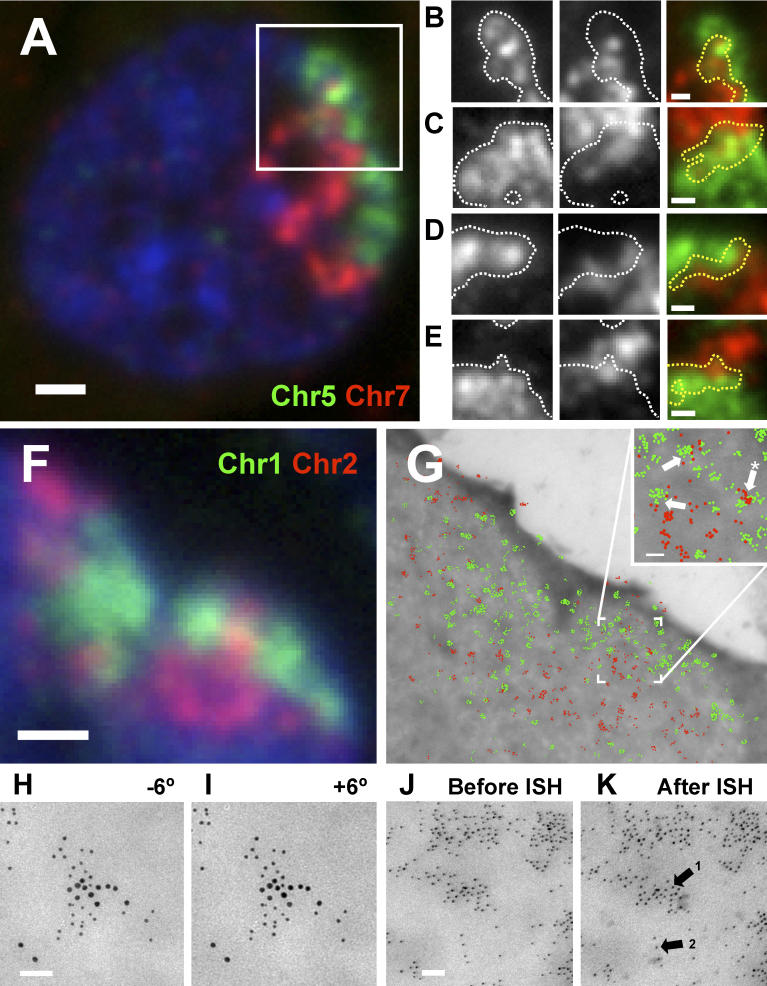 A
Chr5 Chr7
B
C
D
E
F
Chr1 Chr2
G
*
H -6º
I +6º
J Before ISH
K After ISH
1
2